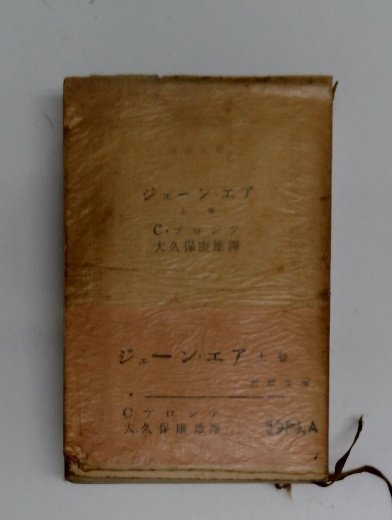 ジェーン・エア
上巻
C・ブロンテ
大久保康雄譯
ジェーン・エア 上巻
C ブロンテ
大久保康雄譯